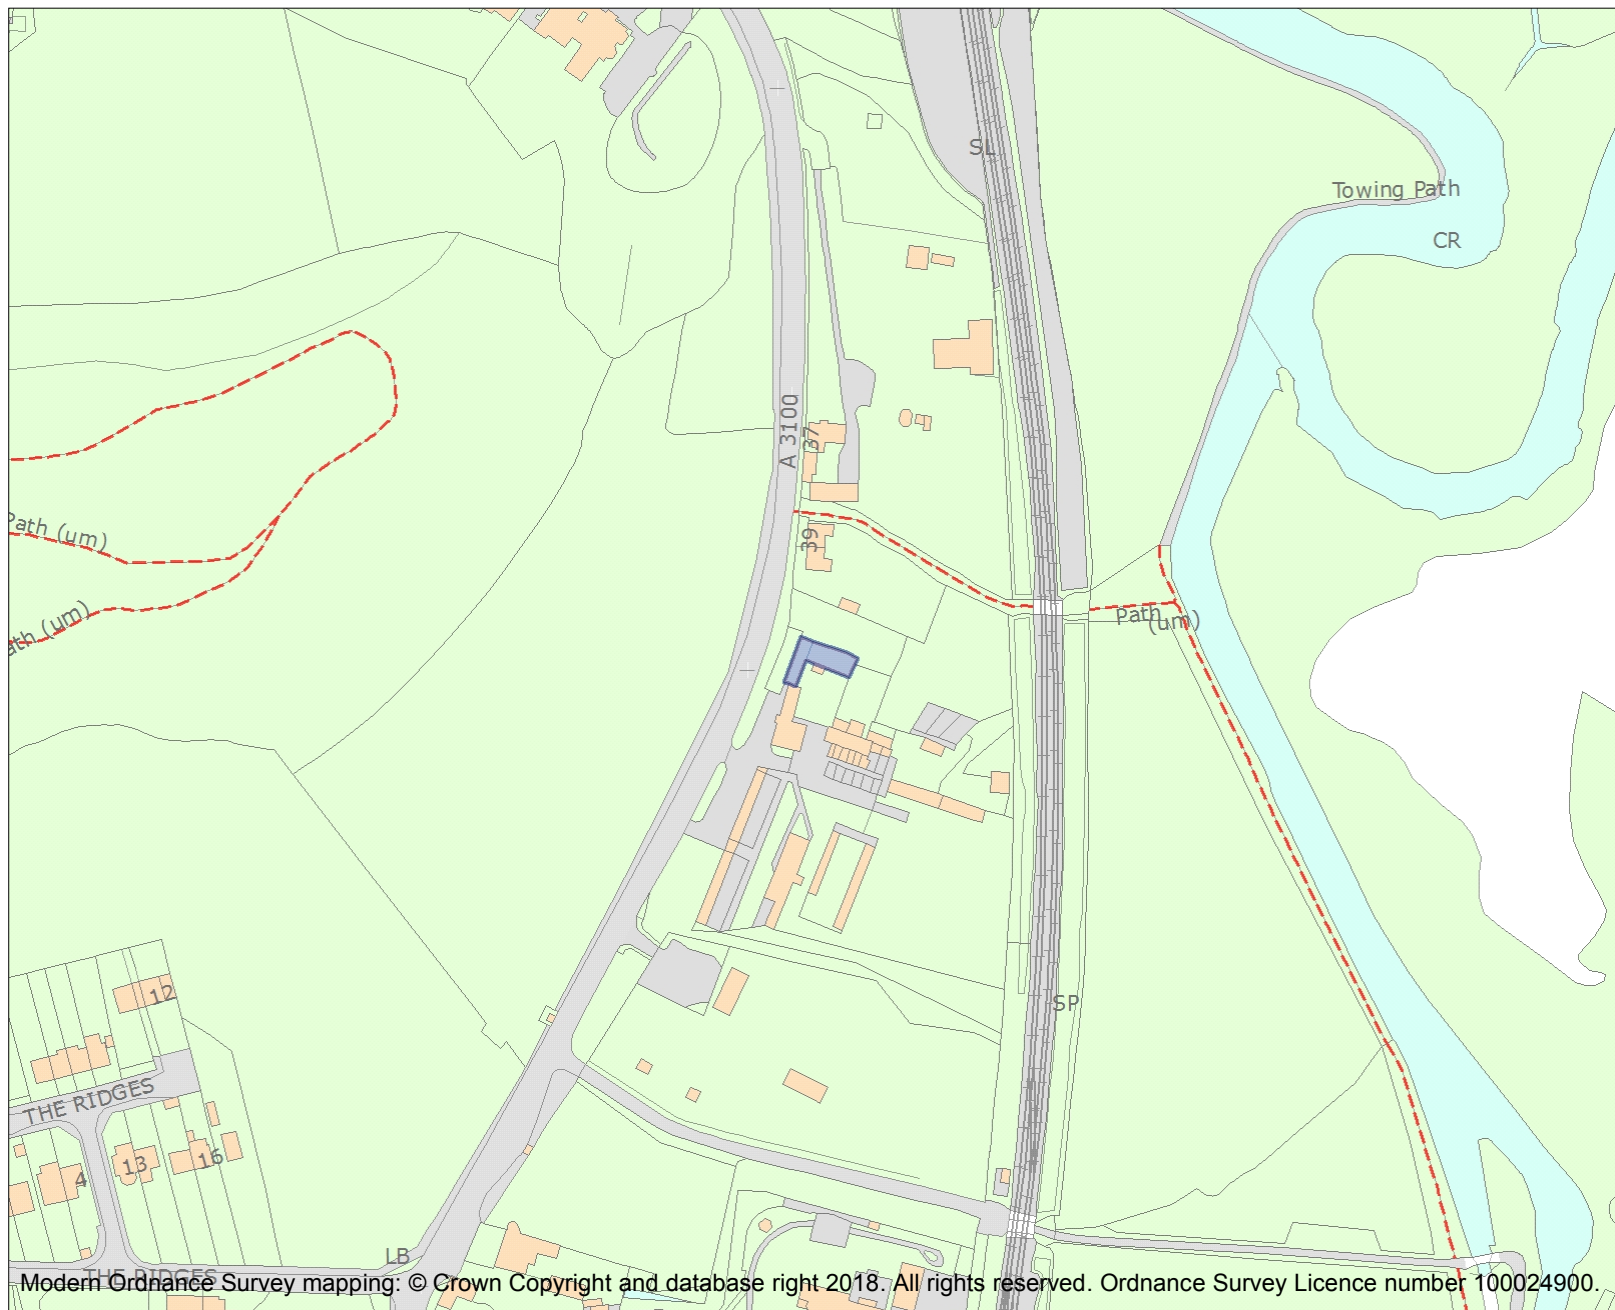 SL
Towing Path
CR
A 3100
37
39
Path (um)
Path
(um)
ath (um)
SP
12
THE RIDGES
13
16
4
LB
THE RIDGES
Modern Ordnance Survey mapping: © Crown Copyright and database right 2018. All rights reserved. Ordnance Survey Licence number 100024900.